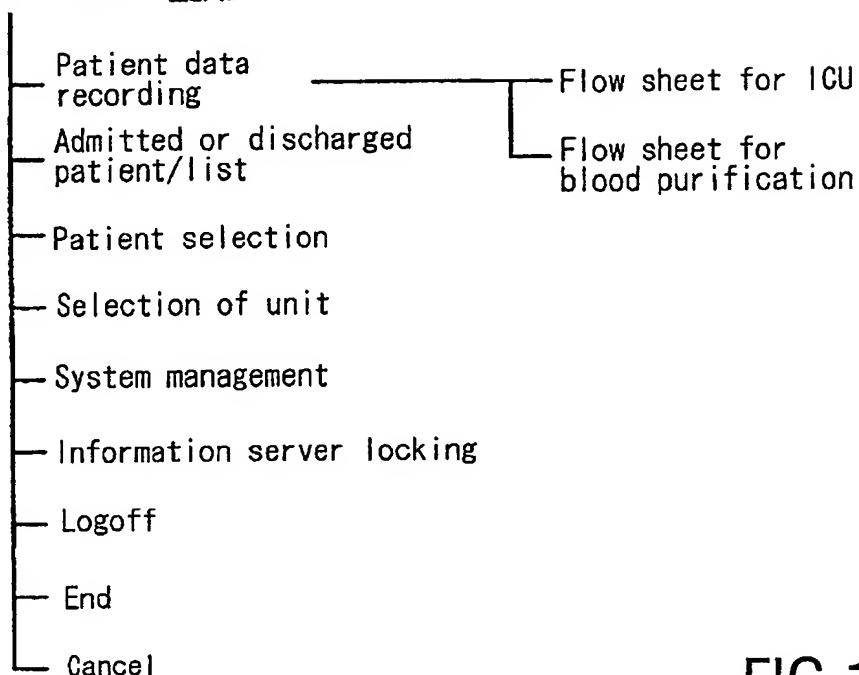 Patient data
recording
Flow sheet for ICU
Admitted or discharged
patient/list
Flow sheet for
blood purification
Patient selection
Selection of unit
System management
Information server locking
Logoff
End
Cancel